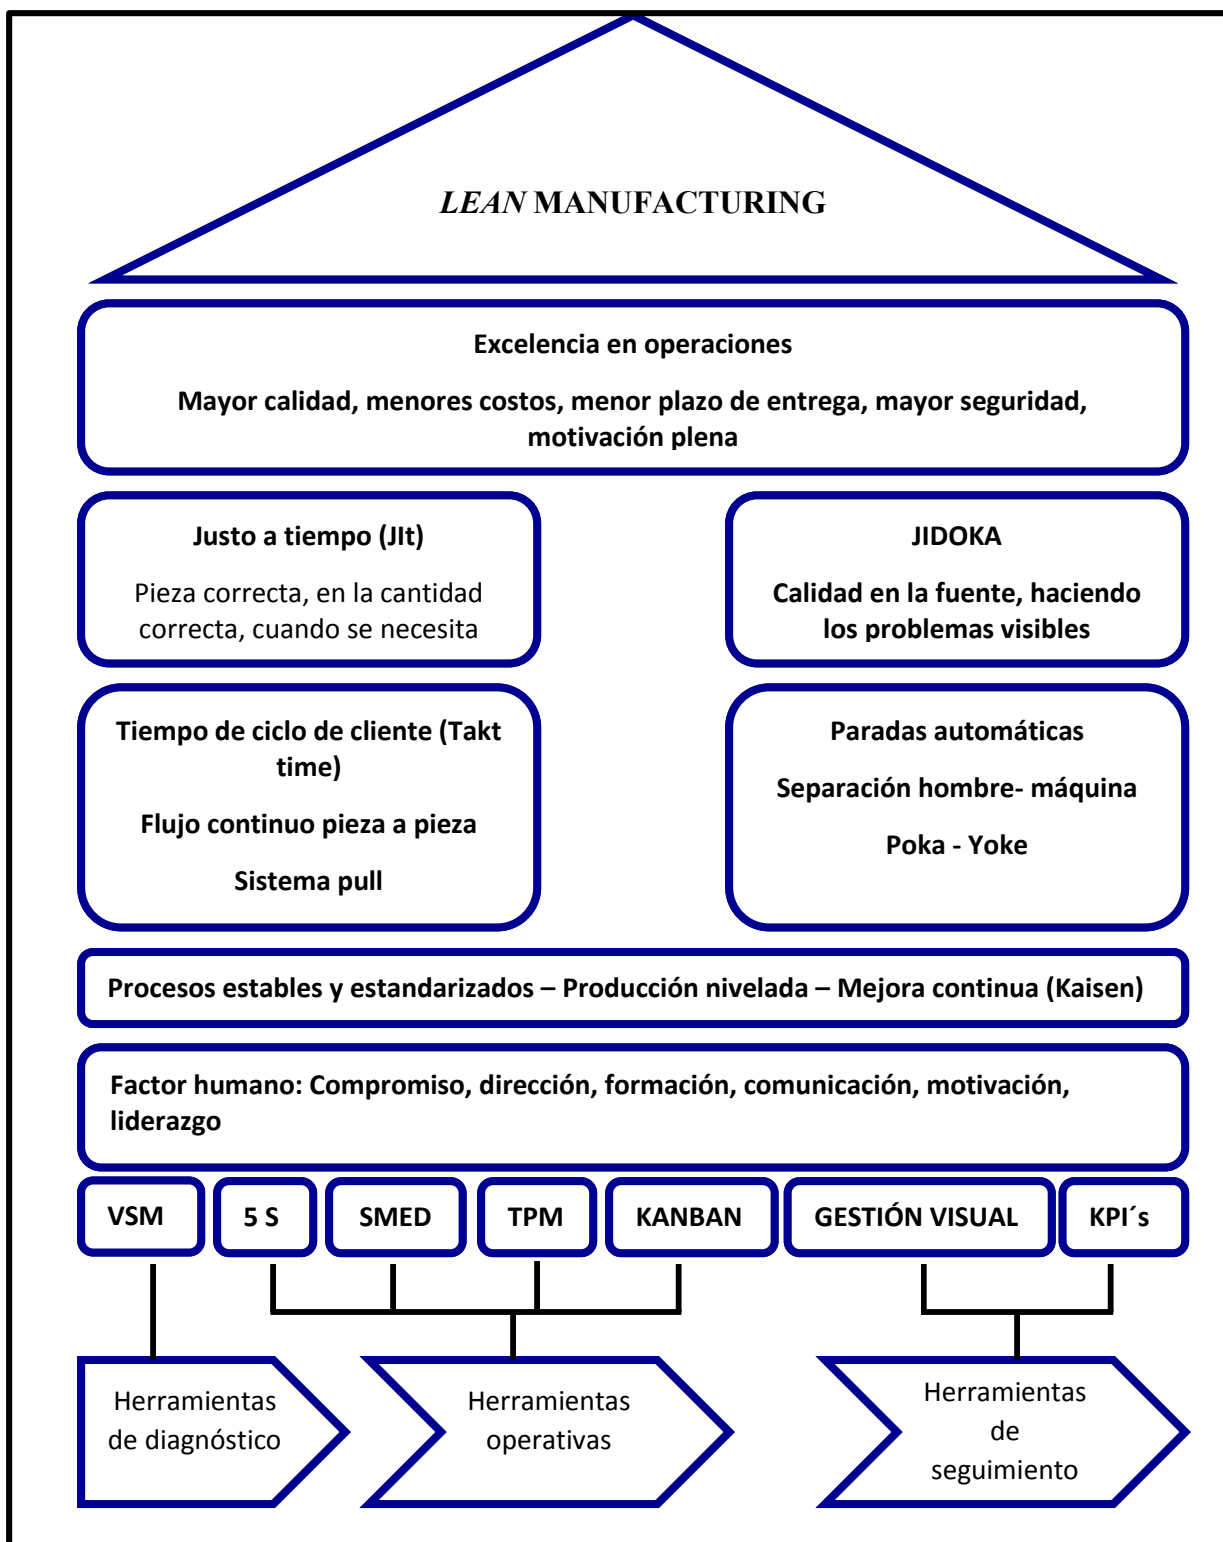 LEAN MANUFACTURING
Excelencia en operaciones
Mayor calidad, menores costos, menor plazo de entrega, mayor seguridad,
motivación plena
Justo a tiempo (JIt)
Pieza correcta, en la cantidad
correcta, cuando se necesita
JIDOKA
Calidad en la fuente, haciendo
los problemas visibles
Tiempo de ciclo de cliente (Takt
time)
Flujo continuo pieza a pieza
Sistema pull
Paradas automáticas
Separación hombre- máquina
Poka - Yoke
Procesos estables y estandarizados – Producción nivelada – Mejora continua (Kaisen)
Factor humano: Compromiso, dirección, formación, comunicación, motivación,
liderazgo
VSM
5 S
SMED
TPM
KANBAN
GESTIÓN VISUAL
KPI´s
Herramientas
de diagnóstico
Herramientas
operativas
Herramientas
de
seguimiento